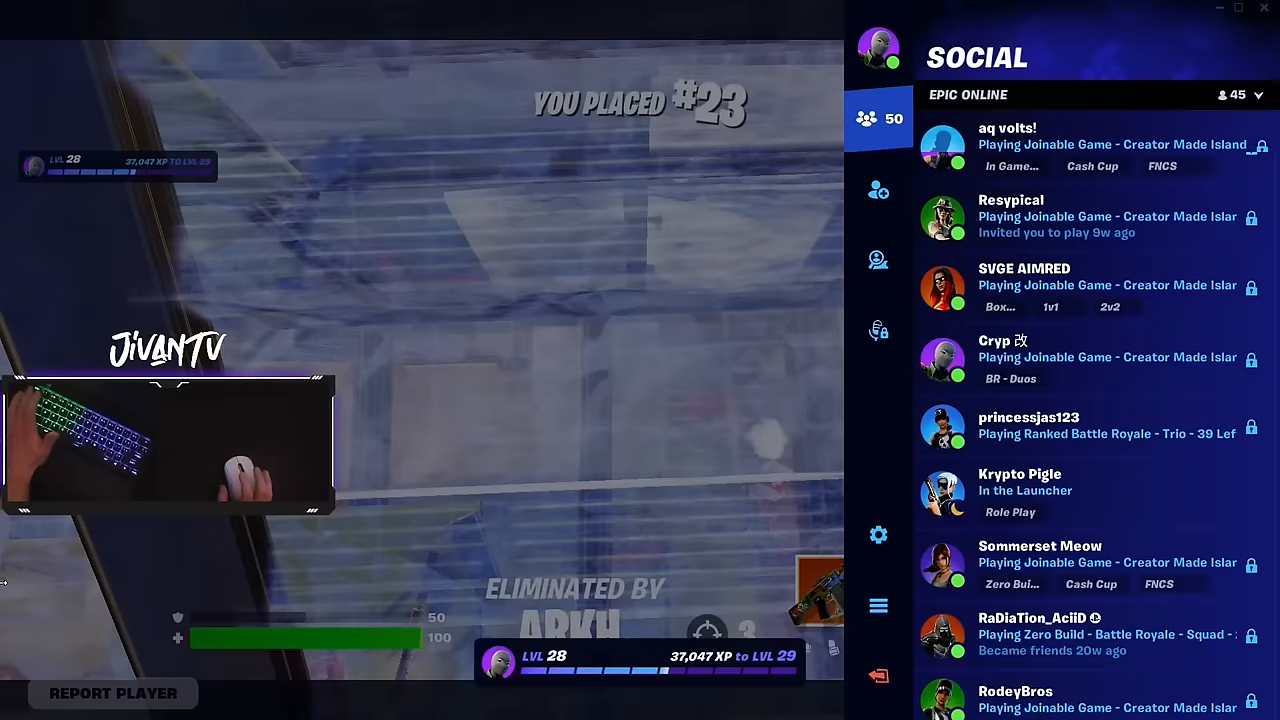 SOCIAL
EPIC ONLINE
45
50
YOU PLACED #23
LVL 28
37,047 XP TO LVL 29
JIVANTV
aq volts!
Playing Joinable Game - Creator Made Island_
In Game...
Cash Cup
FNCS
Resypical
Playing Joinable Game - Creator Made Islar
Invited you to play 9w ago
SVGE AIMRED
Playing Joinable Game - Creator Made Islar
Box...
1v1
2v2
Cryp 改
Playing Joinable Game - Creator Made Islar
BR - Duos
princessjas123
Playing Ranked Battle Royale - Trio - 39 Lef
Krypto Pigle
In the Launcher
Role Play
Sommerset Meow
Playing Joinable Game - Creator Made Islar
Zero Bui...
Cash Cup
FNCS
RaDiaTion_AciiD
Playing Zero Build - Battle Royale - Squad - :
Became friends 20w ago
RodeyBros
Playing Joinable Game - Creator Made Islar
ELIMINATED BY
ARKH
3
50
100
LVL 28
37,047 XP to LVL 29
REPORT PLAYER